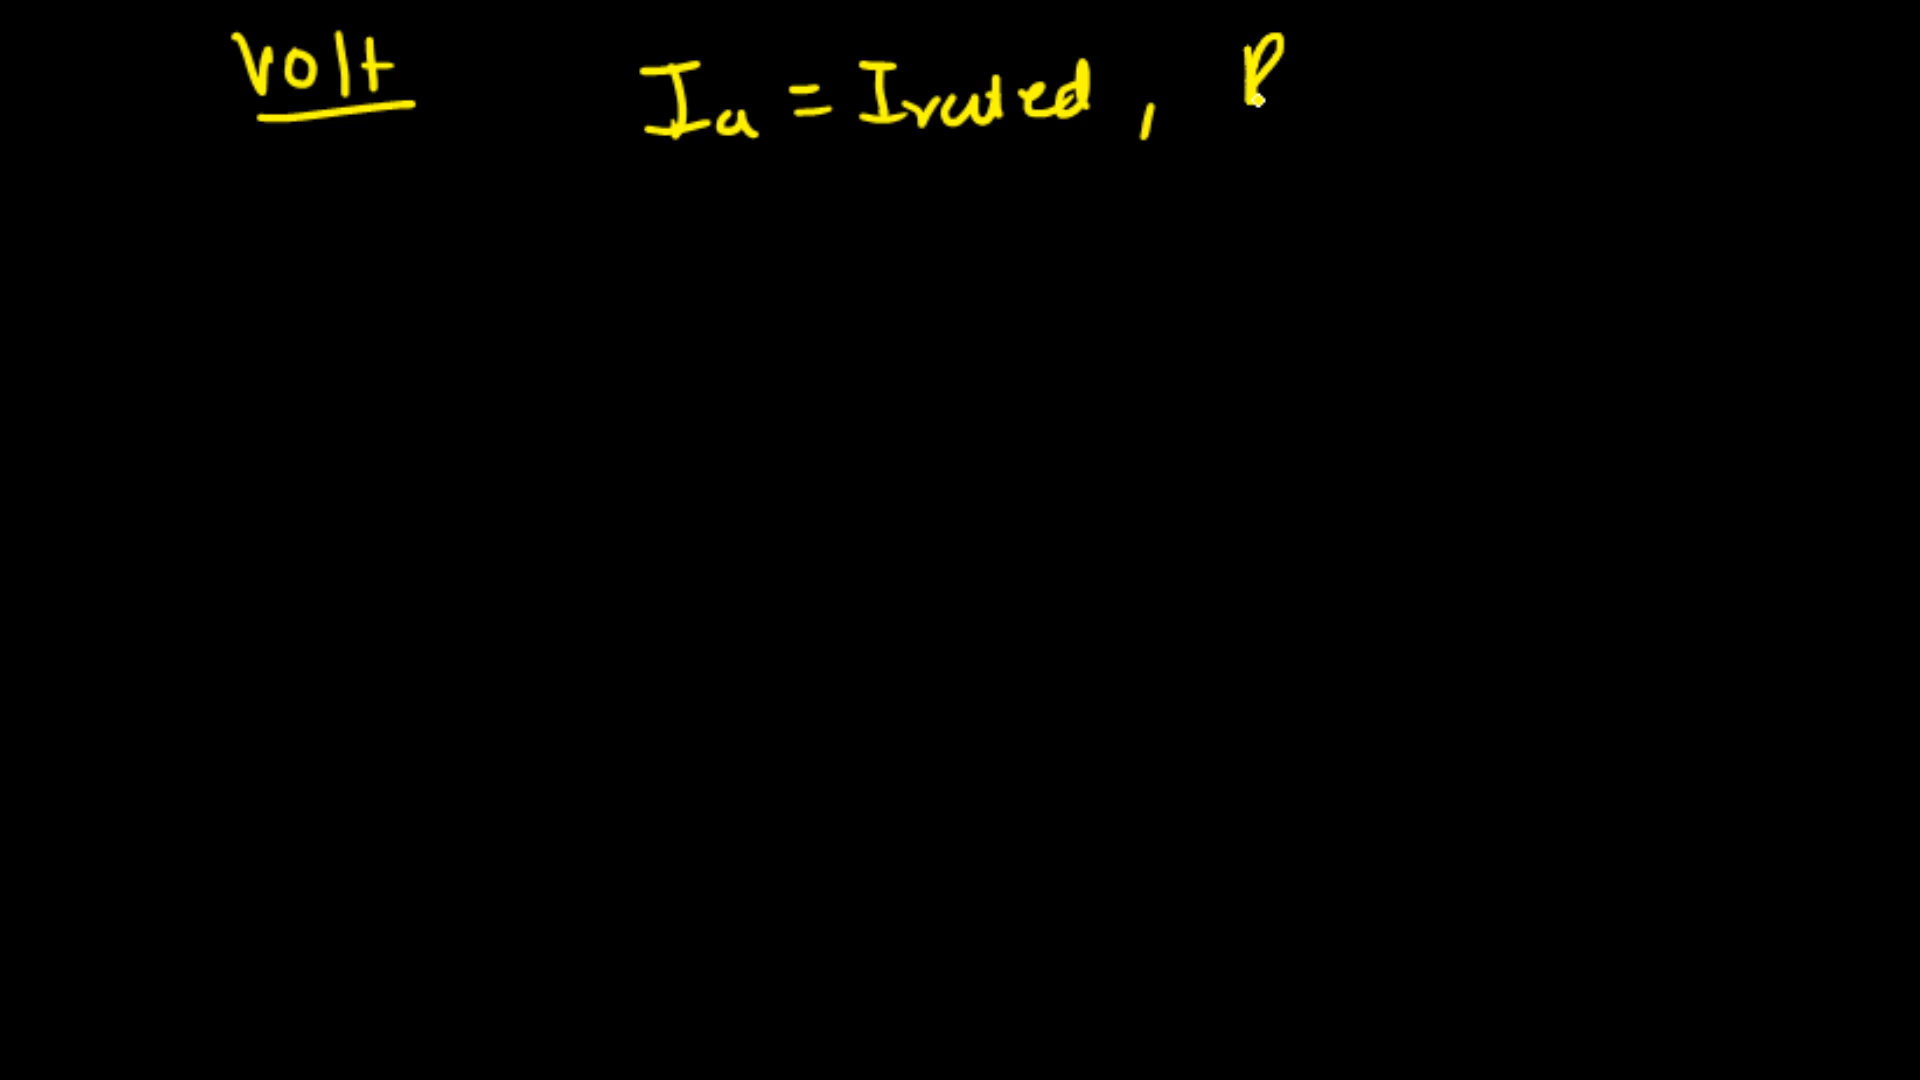 Volt Ia = Irated , P